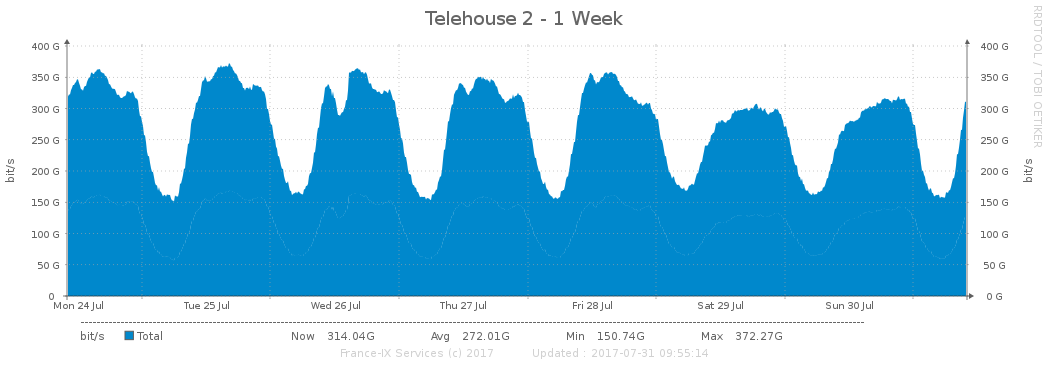 Telehouse 2 - 1 Week
RRDTOOL / TOBI OETIKER
400 G 400 G
350 G 350 G
300 G 300 G
250 G 250 G
200 G 200 G
150 G 150 G
100 G 100 G
50 G 50 G
0 0 G
bit/s bit/s
Mon 24 Jul Tue 25 Jul Wed 26 Jul Thu 27 Jul Fri 28 Jul Sat 29 Jul Sun 30 Jul
bit/s Total Now 314.04G Avg 272.01G Min 150.74G Max 372.27G
France-IX Services (c) 2017 Updated : 2017-07-31 09:55:14